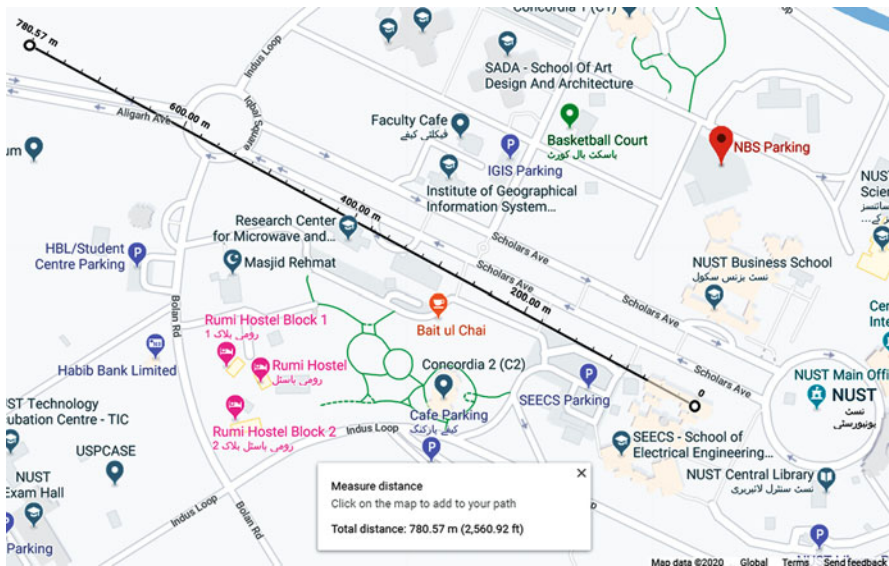 780.57 m
Concordia 1 (C1)
Indus Loop
SADA - School Of Art
Design And Architecture
600.00 m
Aligarh Ave
Iqbal Square
Faculty Cafe
فیکلٹی کیفے
Basketball Court
باسکٹ بال کورٹ
NBS Parking
um
IGIS Parking
Institute of Geographical
Information System...
NUST
Scien
400.00 m
Research Center
for Microwave and...
Scholars Ave
HBL/Student
Centre Parking
Masjid Rehmat
Scholars Ave
NUST Business School
نسٹ بزنس سکول
200.00 m
Scholars Ave
Bolan Rd
Rumi Hostel Block 1
رومی بلاک 1
Bait ul Chai
Cen
Inte
Habib Bank Limited
Rumi Hostel
رومی ہاسٹل
Concordia 2 (C2)
Scholars Ave
NUST Main Offi
NUST
نسٹ
یونیورسٹی
SEECS Parking
0
UST Technology
ubation Centre - TIC
Cafe Parking
کیفے پارکنگ
Rumi Hostel Block 2
رومی ہاسٹل بلاک 2
Indus Loop
SEECS - School of
Electrical Engineering...
USPCASE
NUST
Exam Hall
NUST Central Library
نسٹ سنٹرل لائبریری
Indus Loop
Bolan Rd
Measure distance
Click on the map to add to your path
Total distance: 780.57 m (2,560.92 ft)
Parking
Map data ©2020
Global
Terms
Send feedback